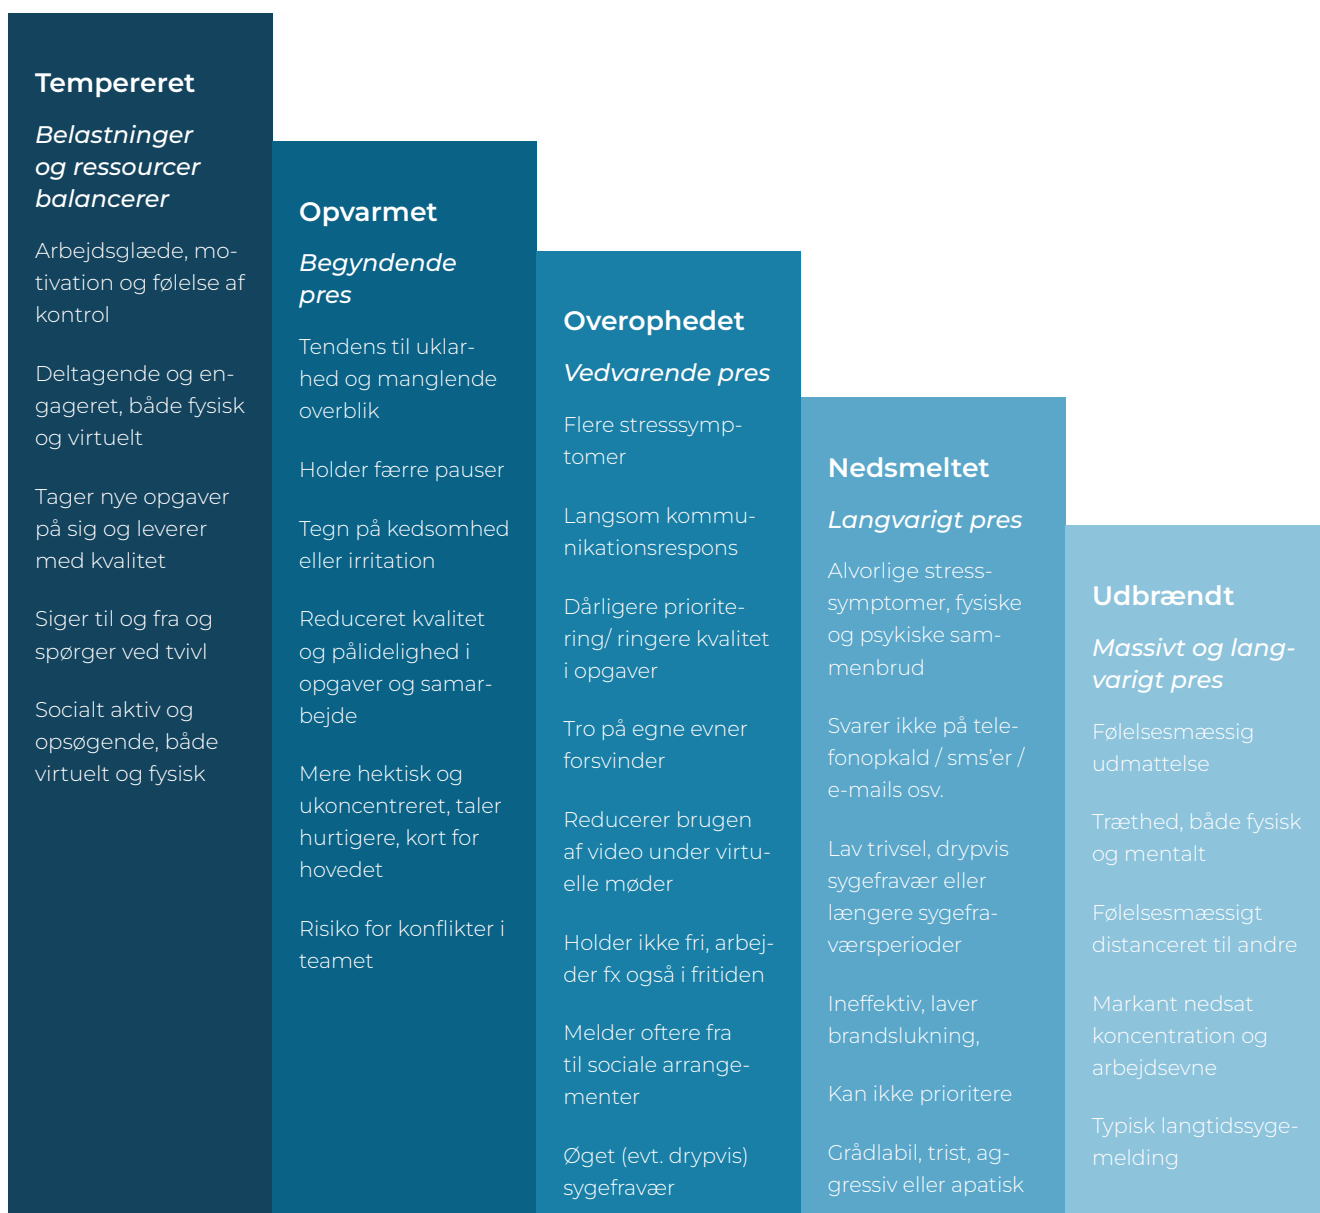 Tempereret
Belastninger
og ressourcer
balancerer
Arbejdsglæde, mo-
tivation og følelse af
kontrol
Deltagende og en-
gageret, både fysisk
og virtuelt
Tager nye opgaver
på sig og leverer
med kvalitet
Siger til og fra og
spørger ved tvivl
Socialt aktiv og
opsøgende, både
virtuelt og fysisk
Opvarmet
Begyndende
pres
Tendens til uklar-
hed og manglende
overblik
Holder færre pauser
Tegn på kedsomhed
eller irritation
Reduceret kvalitet
og pålidelighed i
opgaver og samar-
bejde
Mere hektisk og
ukoncentreret, taler
hurtigere, kort for
hovedet
Risiko for konflikter i
teamet
Overophedet
Vedvarende pres
Flere stresssymp-
tomer
Langsom kommu-
nikationsrespons
Dårligere priorite-
ring/ ringere kvalitet
i opgaver
Tro på egne evner
forsvinder
Reducerer brugen
af video under virtu-
elle møder
Holder ikke fri, arbej-
der fx også i fritiden
Melder oftere fra
til sociale arrange-
menter
Øget (evt. drypvis)
sygefravær
Nedsmeltet
Langvarigt pres
Alvorlige stress-
symptomer, fysiske
og psykiske sam-
menbrud
Svarer ikke på tele-
fonopkald / sms’er /
e-mails osv.
Lav trivsel, drypvis
sygefravær eller
længere sygefra-
værsperioder
Ineffektiv, laver
brandslukning,
Kan ikke prioritere
Grådlabil, trist, ag-
gressiv eller apatisk
Udbrændt
Massivt og lang-
varigt pres
Følelsesmæssig
udmattelse
Træthed, både fysisk
og mentalt
Følelsesmæssigt
distanceret til andre
Markant nedsat
koncentration og
arbejdsevne
Typisk langtidssyge-
melding